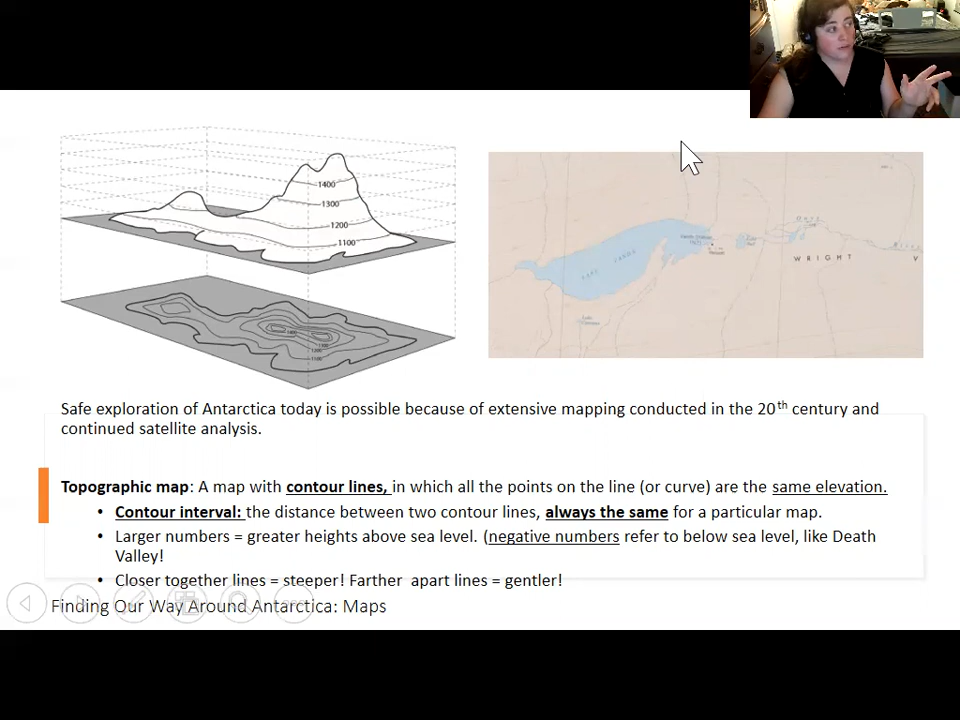 1400
1300
1200
1100
WRIGHT V
Safe exploration of Antarctica today is possible because of extensive mapping conducted in the 20th century and
continued satellite analysis.
Topographic map: A map with contour lines, in which all the points on the line (or curve) are the same elevation.
• Contour interval: the distance between two contour lines, always the same for a particular map.
• Larger numbers = greater heights above sea level. (negative numbers refer to below sea level, like Death
Valley!
• Closer together lines = steeper! Farther apart lines = gentler!
Finding Our Way Around Antarctica: Maps